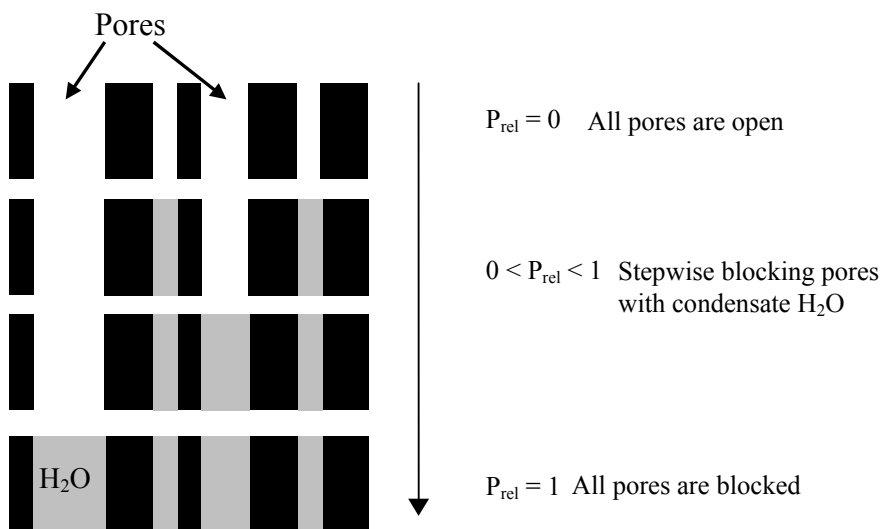 Pores
P_rel = 0 All pores are open
0 < P_rel < 1 Stepwise blocking pores
with condensate H₂O
H₂O
P_rel = 1 All pores are blocked